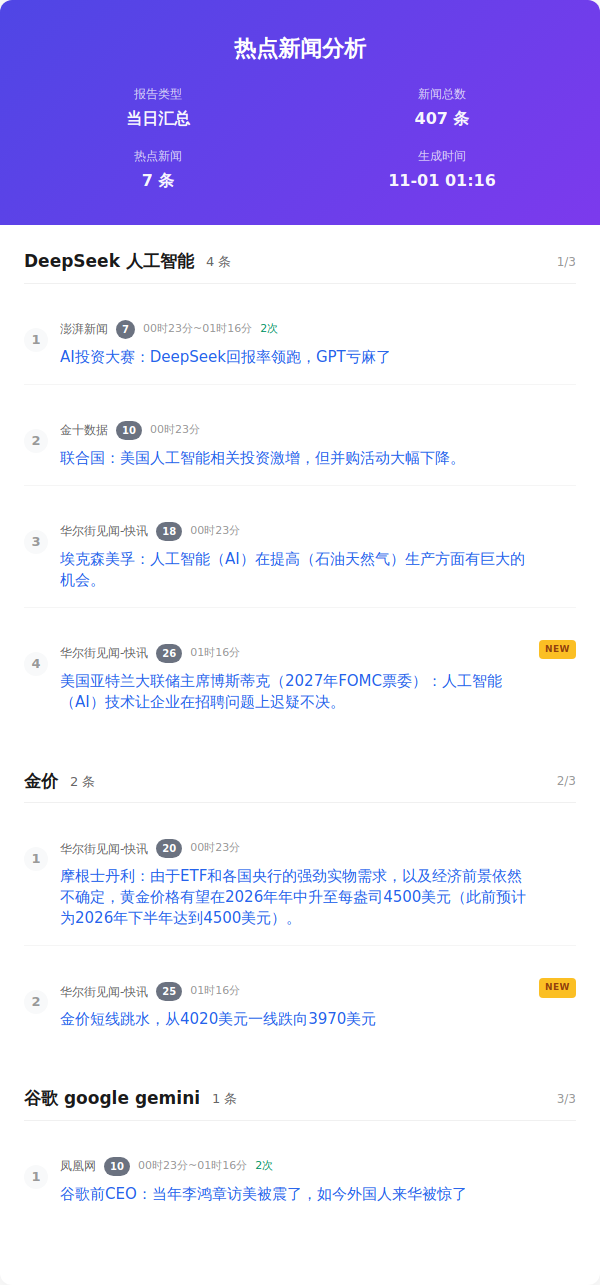 热点新闻分析
报告类型
新闻总数
当日汇总
407 条
热点新闻
生成时间
7 条
11-01 01:16
DeepSeek 人工智能 4 条 1/3
1
澎湃新闻 7 00时23分~01时16分 2次
AI投资大赛：DeepSeek回报率领跑，GPT亏麻了
2
金十数据 10 00时23分
联合国：美国人工智能相关投资激增，但并购活动大幅下降。
3
华尔街见闻-快讯 18 00时23分
埃克森美孚：人工智能（AI）在提高（石油天然气）生产方面有巨大的
机会。
4
华尔街见闻-快讯 26 01时16分 NEW
美国亚特兰大联储主席博斯蒂克（2027年FOMC票委）：人工智能
（AI）技术让企业在招聘问题上迟疑不决。
金价 2 条 2/3
1
华尔街见闻-快讯 20 00时23分
摩根士丹利：由于ETF和各国央行的强劲实物需求，以及经济前景依然
不确定，黄金价格有望在2026年年中升至每盎司4500美元（此前预计
为2026年下半年达到4500美元）。
2
华尔街见闻-快讯 25 01时16分 NEW
金价短线跳水，从4020美元一线跌向3970美元
谷歌 google gemini 1 条 3/3
1
凤凰网 10 00时23分~01时16分 2次
谷歌前CEO：当年李鸿章访美被震了，如今外国人来华被惊了